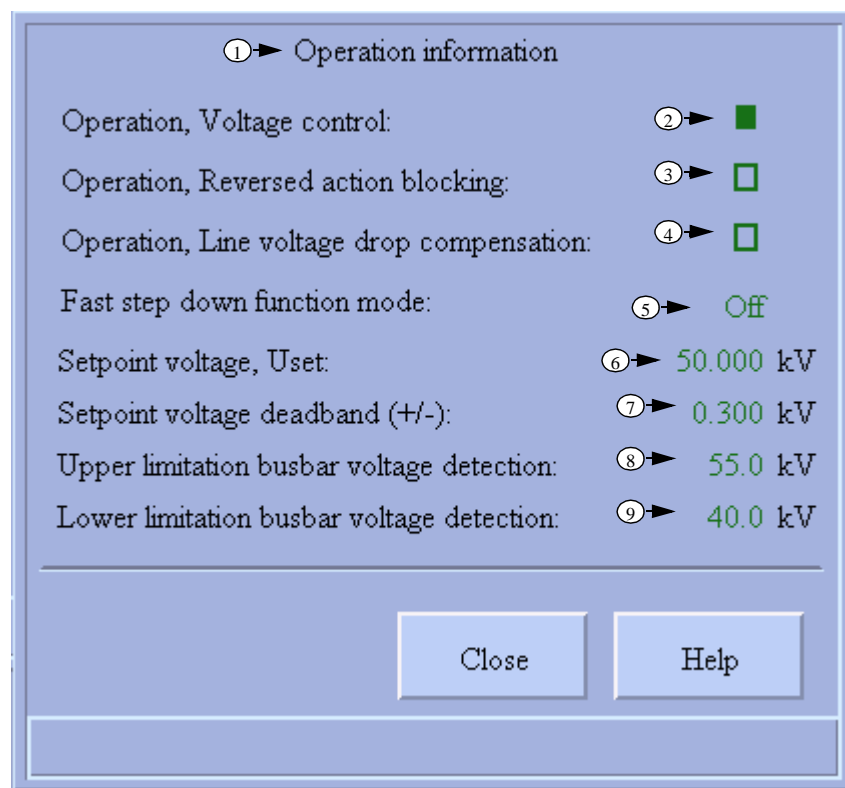 1 Operation information
Operation, Voltage control: 2
Operation, Reversed action blocking: 3
Operation, Line voltage drop compensation: 4
Fast step down function mode: 5 Off
Setpoint voltage, Uset: 6 50.000 kV
Setpoint voltage deadband (+/-): 7 0.300 kV
Upper limitation busbar voltage detection: 8 55.0 kV
Lower limitation busbar voltage detection: 9 40.0 kV
Close Help